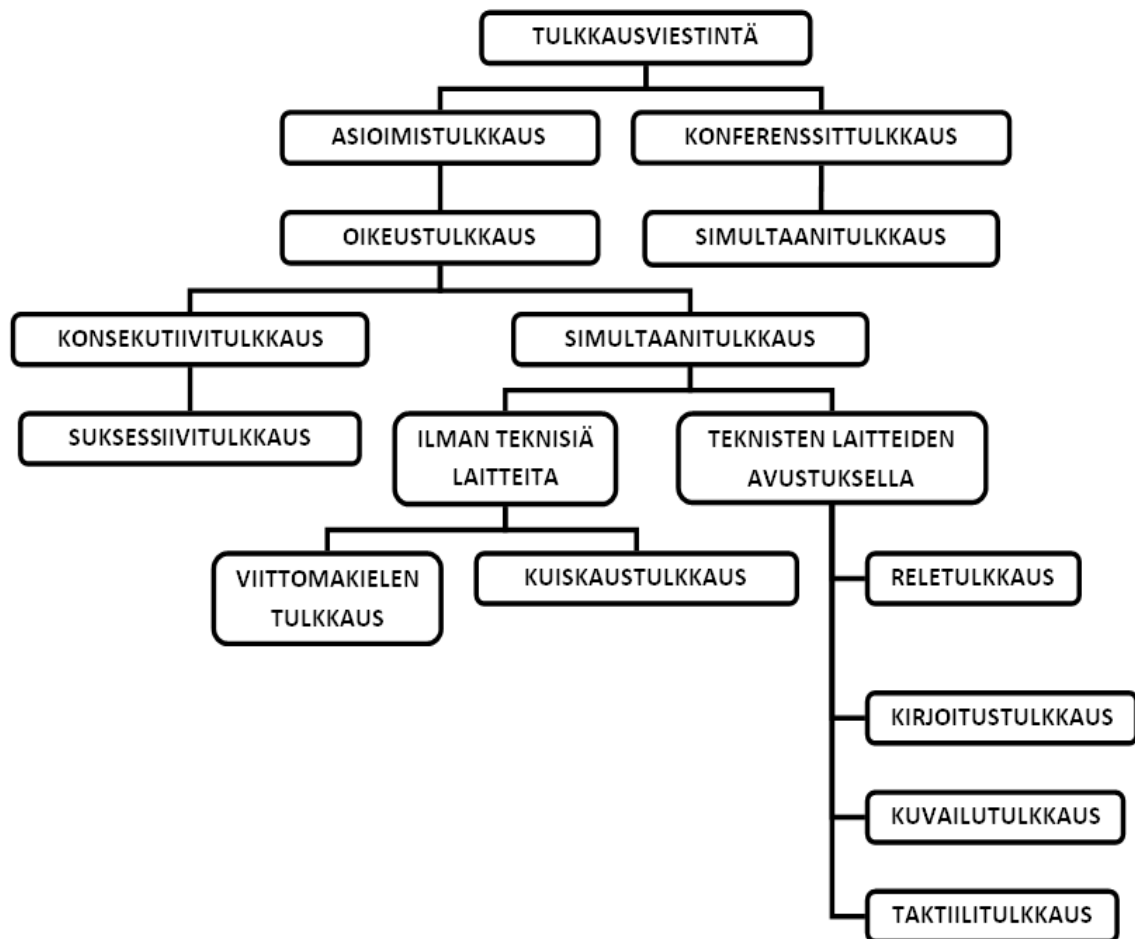 TULKKAUSVIESTINTÄ
ASIOIMISTULKKAUS
KONFERENSSITTULKKAUS
OIKEUSTULKKAUS
SIMULTAANITULKKAUS
KONSEKUTIIVITULKKAUS
SIMULTAANITULKKAUS
SUKSESSIIVITULKKAUS
ILMAN TEKNISIÄ
LAITTEITA
TEKNISTEN LAITTEIDEN
AVUSTUKSELLA
VIITTOMAKIELEN
TULKKAUS
KUISKAUSTULKKAUS
RELETULKKAUS
KIRJOITUSTULKKAUS
KUVAILUTULKKAUS
TAKTIILITULKKAUS